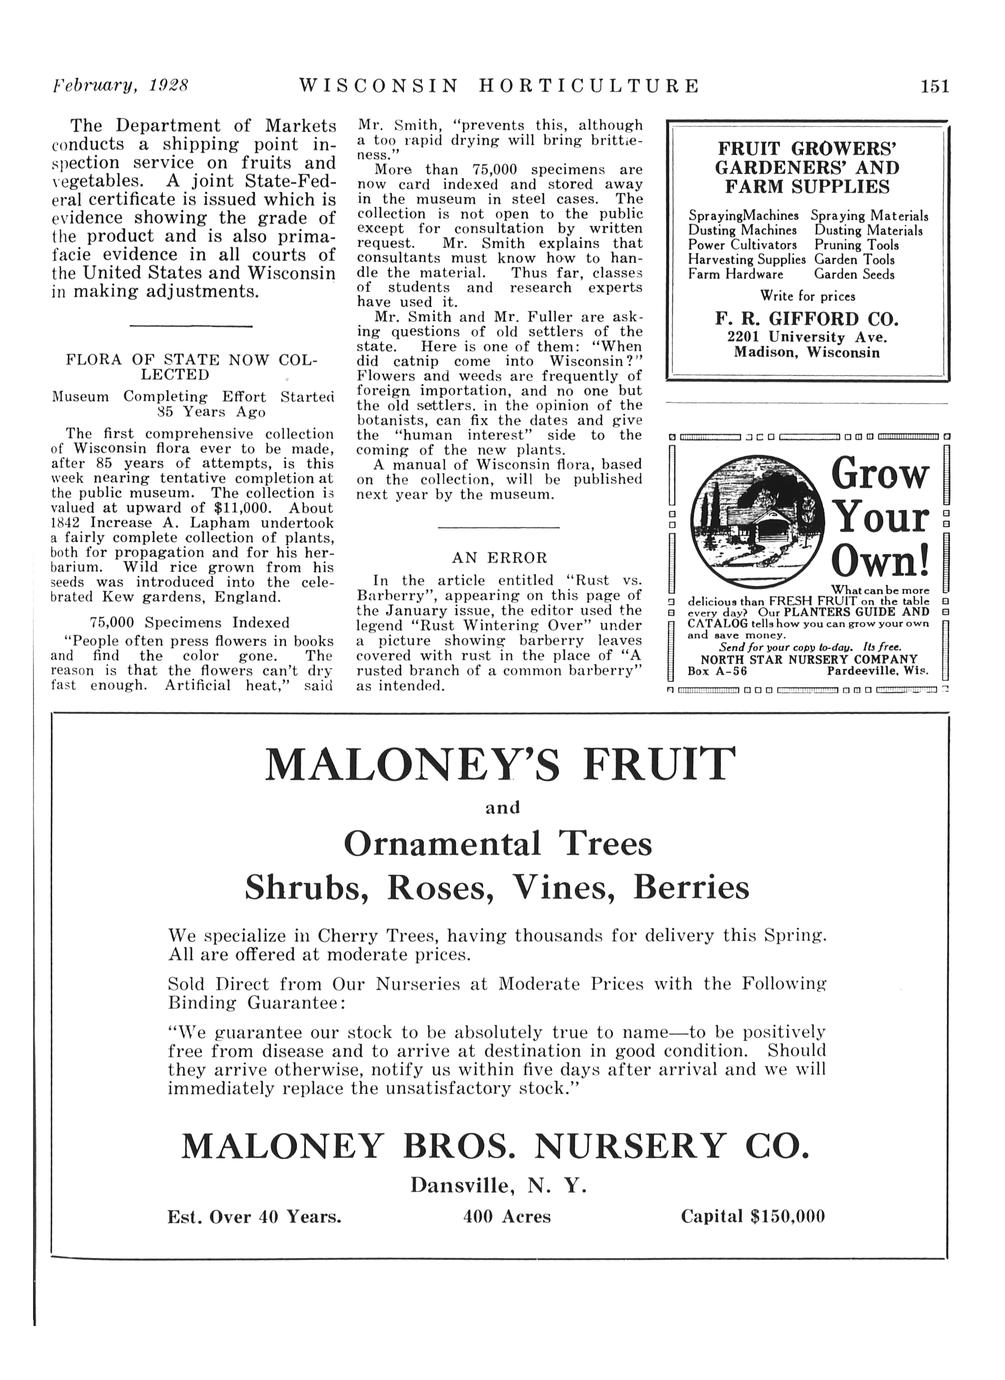 February, 1928 WISCONSIN HORTICULTURE 151
The Department of Markets
conducts a shipping point in-
spection service on fruits and
vegetables. A joint State-Fed-
eral certificate is issued which is
evidence showing the grade of
the product and is also prima-
facie evidence in all courts of
the United States and Wisconsin
in making adjustments.
FLORA OF STATE NOW COL-
LECTED
Museum Completing Effort Started
85 Years Ago
The first comprehensive collection
of Wisconsin flora ever to be made,
after 85 years of attempts, is this
week nearing tentative completion at
the public museum. The collection is
valued at upward of $11,000. About
1842 Increase A. Lapham undertook
a fairly complete collection of plants,
both for propagation and for his her-
barium. Wild rice grown from his
seeds was introduced into the cele-
brated Kew gardens, England.
75,000 Specimens Indexed
"People often press flowers in books
and find the color gone. The
reason is that the flowers can't dry
fast enough. Artificial heat," said
Mr. Smith, "prevents this, although
a too rapid drying will bring brittle-
ness."
More than 75,000 specimens are
now card indexed and stored away
in the museum in steel cases. The
collection is not open to the public
except for consultation by written
request. Mr. Smith explains that
consultants must know how to han-
dle the material. Thus far, classes
of students and research experts
have used it.
Mr. Smith and Mr. Fuller are ask-
ing questions of old settlers of the
state. Here is one of them: "When
did catnip come into Wisconsin?"
Flowers and weeds are frequently of
foreign importation, and no one but
the old settlers. in the opinion of the
botanists, can fix the dates and give
the "human interest" side to the
coming of the new plants.
A manual of Wisconsin flora, based
on the collection, will be published
next year by the museum.
AN ERROR
In the article entitled "Rust vs.
Barberry", appearing on this page of
the January issue, the editor used the
legend "Rust Wintering Over" under
a picture showing barberry leaves
covered with rust in the place of "A
rusted branch of a common barberry"
as intended.
FRUIT GROWERS'
GARDENERS' AND
FARM SUPPLIES
SprayingMachines Spraying Materials
Dusting Machines Dusting Materials
Power Cultivators Pruning Tools
Harvesting Supplies Garden Tools
Farm Hardware Garden Seeds
Write for prices
F. R. GIFFORD CO.
2201 University Ave.
Madison, Wisconsin
Grow
Your
Own!
What can be more
delicious than FRESH FRUIT on the table
every day? Our PLANTERS GUIDE AND
CATALOG tells how you can grow your own
and save money.
Send for your copy to-day. Its free.
NORTH STAR NURSERY COMPANY
Box A-56 Pardeeville, Wis.
MALONEY'S FRUIT
and
Ornamental Trees
Shrubs, Roses, Vines, Berries
We specialize in Cherry Trees, having thousands for delivery this Spring.
All are offered at moderate prices.
Sold Direct from Our Nurseries at Moderate Prices with the Following
Binding Guarantee:
"We guarantee our stock to be absolutely true to name—to be positively
free from disease and to arrive at destination in good condition. Should
they arrive otherwise, notify us within five days after arrival and we will
immediately replace the unsatisfactory stock."
MALONEY BROS. NURSERY CO.
Dansville, N. Y.
Est. Over 40 Years. 400 Acres Capital $150,000